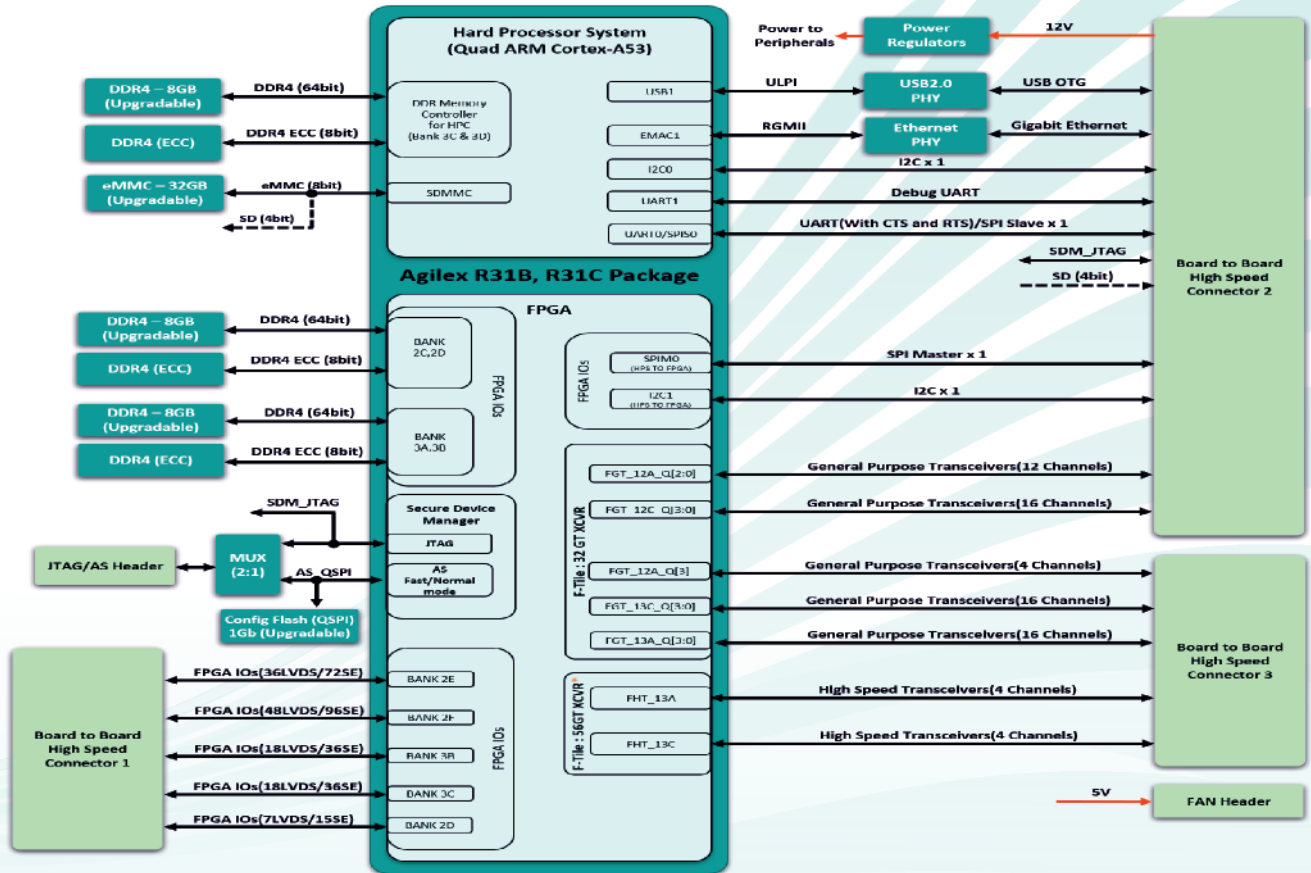 Hard Processor System
(Quad ARM Cortex-A53)
DDR4 – 8GB
(Upgradable)
DDR4 (64bit)
DDR4 (ECC)
DDR4 ECC (8bit)
eMMC – 32GB
(Upgradable)
eMMC (8bit)
SD (4bit)
DDR Memory
Controller
for HPC
(Bank 3C & 3D)
SDMMC
USB1
EMAC1
I2C0
UART1
UART0/SPIS0
Power to
Peripherals
Power
Regulators
12V
ULPI
USB2.0
PHY
USB OTG
RGMII
Ethernet
PHY
Gigabit Ethernet
I2C x 1
Debug UART
UART(With CTS and RTS)/SPI Slave x 1
SDM_JTAG
SD (4bit)
Board to Board
High Speed
Connector 2
Agilex R31B, R31C Package
FPGA
DDR4 – 8GB
(Upgradable)
DDR4 (64bit)
DDR4 (ECC)
DDR4 ECC (8bit)
DDR4 – 8GB
(Upgradable)
DDR4 (64bit)
DDR4 (ECC)
DDR4 ECC (8bit)
BANK
2C,2D
BANK
3A,3B
FPGA IOs
FPGA IOs
SPIM0
(HPS TO FPGA)
I2C1
(HPS TO FPGA)
SPI Master x 1
I2C x 1
SDM_JTAG
JTAG/AS Header
MUX
(2:1)
AS_QSPI
Config Flash (QSPI)
1Gb (Upgradable)
Secure Device
Manager
JTAG
AS
Fast/Normal
mode
F-Tile : 32 GT XCVR
FGT_12A_Q[2:0]
General Purpose Transceivers(12 Channels)
FGT_12C_Q[3:0]
General Purpose Transceivers(16 Channels)
FGT_12A_Q[3]
General Purpose Transceivers(4 Channels)
FGT_13C_Q[3:0]
General Purpose Transceivers(16 Channels)
FGT_13A_Q[3:0]
General Purpose Transceivers(16 Channels)
F-Tile : 56GT XCVR*
FHT_13A
High Speed Transceivers(4 Channels)
FHT_13C
High Speed Transceivers(4 Channels)
Board to Board
High Speed
Connector 3
Board to Board
High Speed
Connector 1
FPGA IOs(36LVDS/72SE)
BANK 2E
FPGA IOs(48LVDS/96SE)
BANK 2F
FPGA IOs(18LVDS/36SE)
BANK 3B
FPGA IOs(18LVDS/36SE)
BANK 3C
FPGA IOs(7LVDS/15SE)
BANK 2D
FPGA IOs
5V
FAN Header